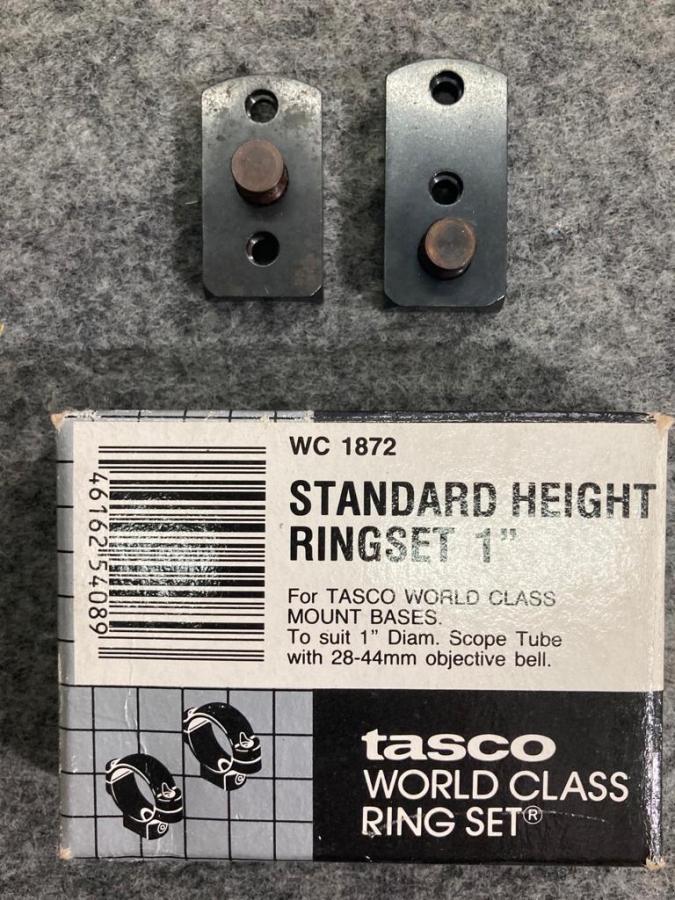 WC 1872
STANDARD HEIGHT
RINGSET 1”
For TASCO WORLD CLASS
MOUNT BASES.
To suit 1” Diam. Scope Tube
with 28-44mm objective bell.
46162 54089
tasco
WORLD CLASS
RING SET®